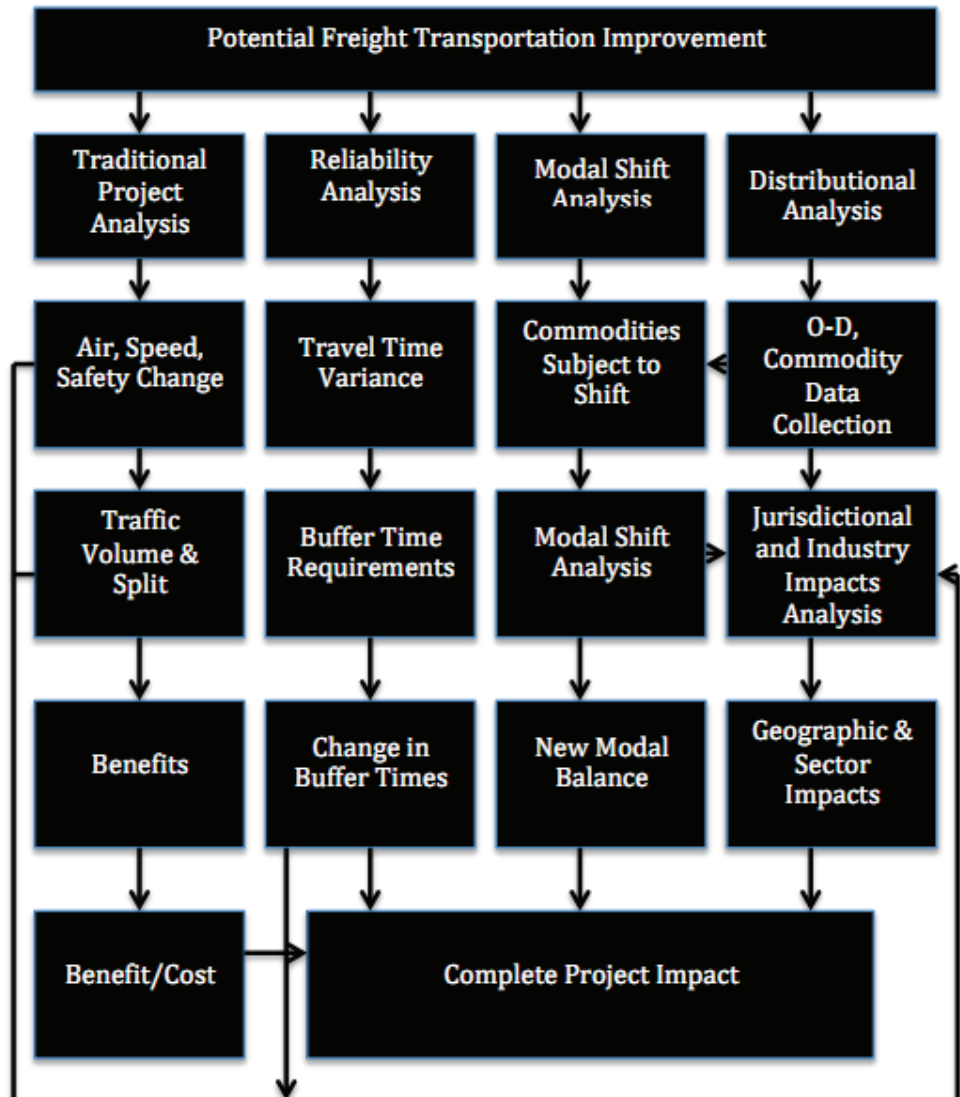 Potential Freight Transportation Improvement
Traditional
Project
Analysis
Reliability
Analysis
Modal Shift
Analysis
Distributional
Analysis
Air, Speed,
Safety Change
Travel Time
Variance
Commodities
Subject to
Shift
O-D,
Commodity
Data
Collection
Traffic
Volume &
Split
Buffer Time
Requirements
Modal Shift
Analysis
Jurisdictional
and Industry
Impacts
Analysis
Benefits
Change in
Buffer Times
New Modal
Balance
Geographic &
Sector
Impacts
Benefit/Cost
Complete Project Impact